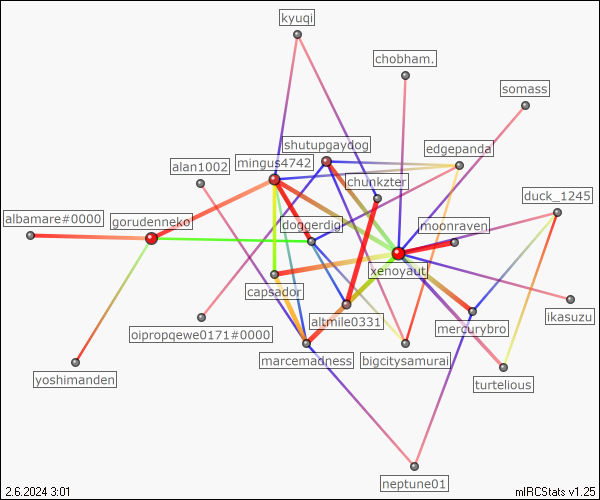 kyuqi
chobham.
somass
shutupgaydog
edgepanda
mingus4742
alan1002
chunkzter
duck_1245
albamare#0000
gorudenneko
doggerdig
moonraven
xenoyaut
capsador
ikasuzu
altmile0331
mercurybro
oipropqewe0171#0000
marcemadness
bigcitysamurai
yoshimanden
turtelious
neptune01
2.6.2024 3:01
mIRCStats v1.25